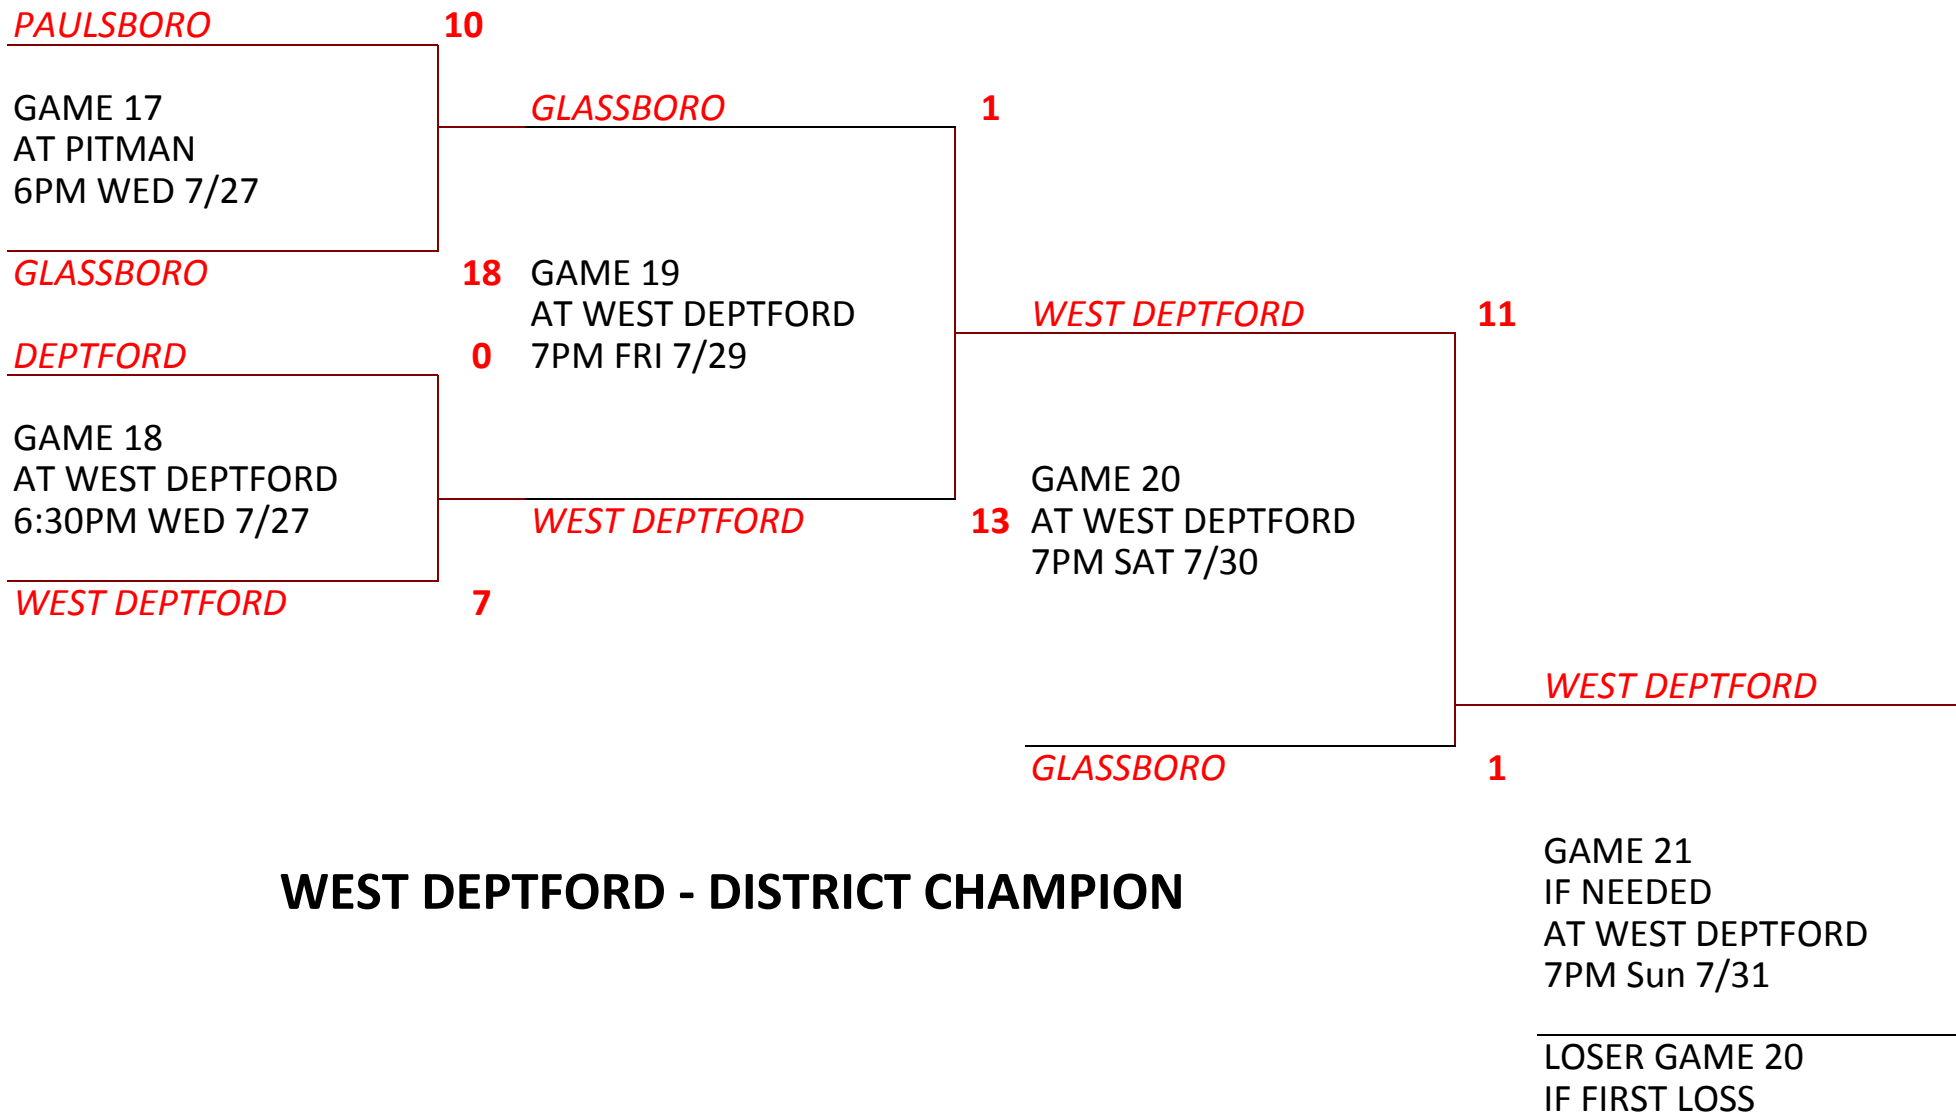 PAULSBORO 10
GAME 17
AT PITMAN
6PM WED 7/27
GLASSBORO 18
DEPTFORD 0
GAME 18
AT WEST DEPTFORD
6:30PM WED 7/27
WEST DEPTFORD 7
GLASSBORO 1
GAME 19
AT WEST DEPTFORD
7PM FRI 7/29
WEST DEPTFORD 13
WEST DEPTFORD 11
GAME 20
AT WEST DEPTFORD
7PM SAT 7/30
GLASSBORO 1
WEST DEPTFORD
GAME 21
IF NEEDED
AT WEST DEPTFORD
7PM Sun 7/31
LOSER GAME 20
IF FIRST LOSS
WEST DEPTFORD - DISTRICT CHAMPION